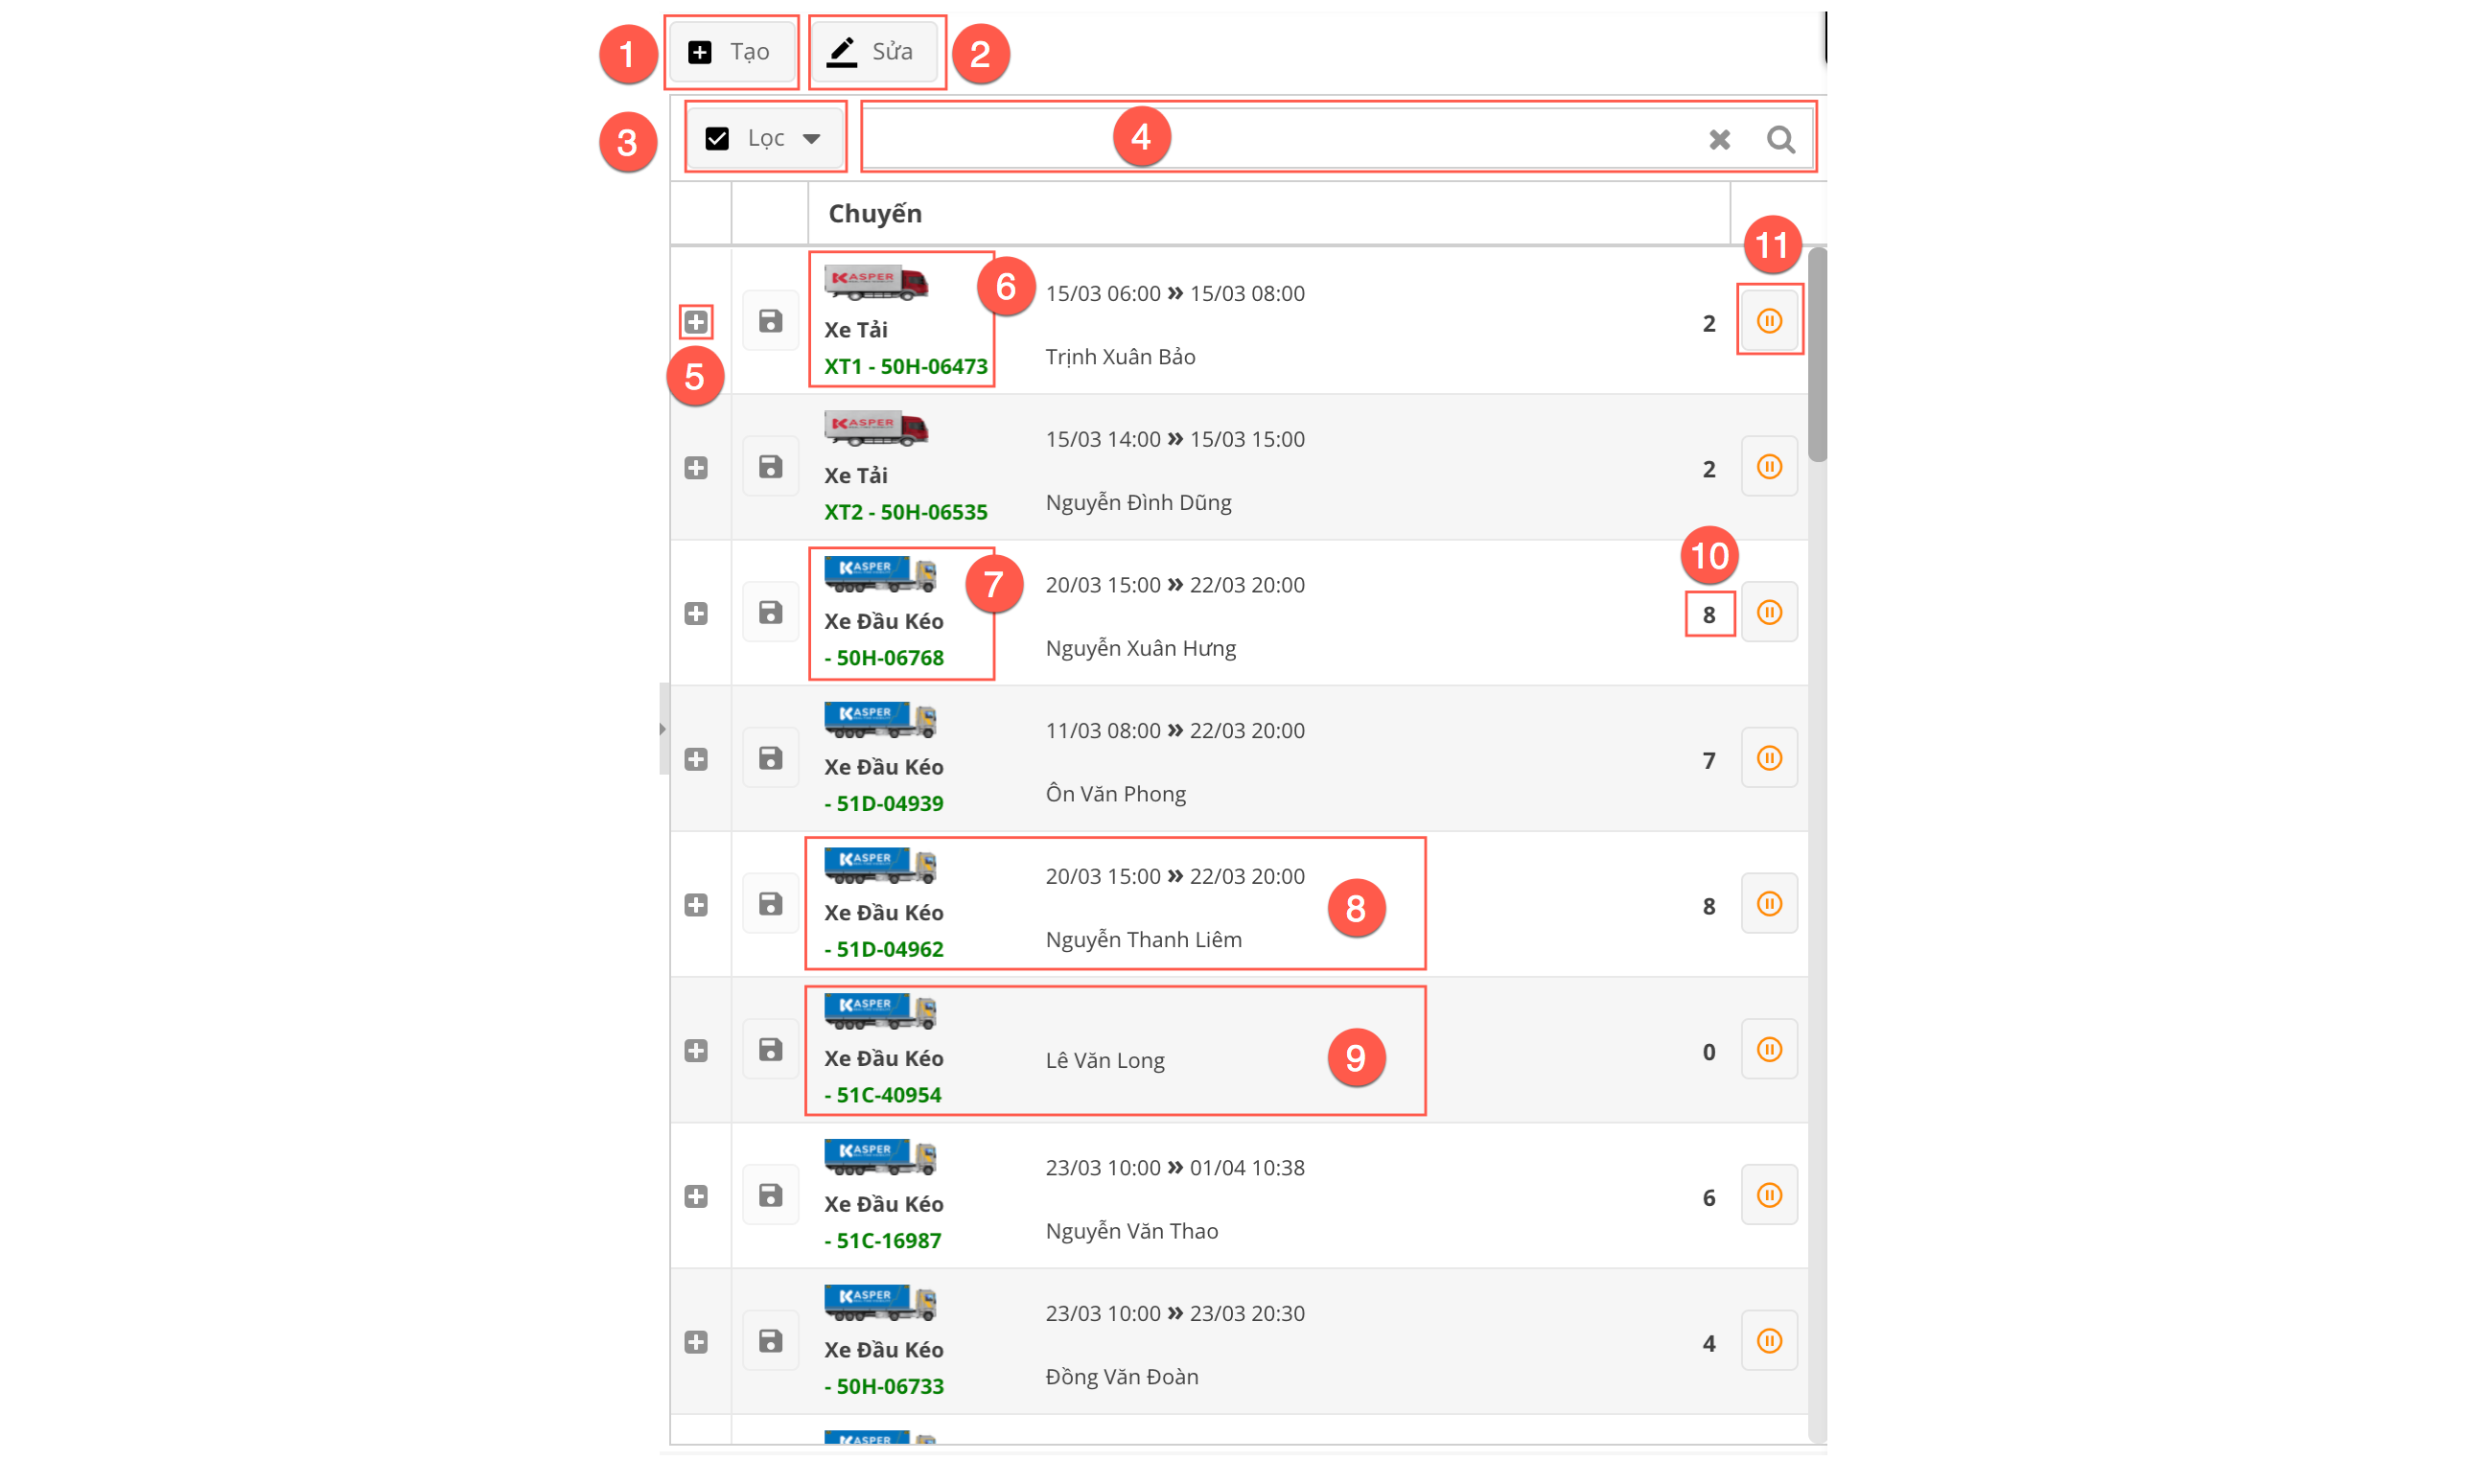 1 Tạo Sửa 2
3 Lọc 4
Chuyến
11
KASPER
6
15/03 06:00 » 15/03 08:00
Xe Tải
2
Trịnh Xuân Bảo
XT1 - 50H-06473
5
KASPER
15/03 14:00 » 15/03 15:00
Xe Tải
2
Nguyễn Đình Dũng
XT2 - 50H-06535
10
KASPER
7
20/03 15:00 » 22/03 20:00
Xe Đầu Kéo
8
Nguyễn Xuân Hưng
- 50H-06768
KASPER
11/03 08:00 » 22/03 20:00
Xe Đầu Kéo
7
Ôn Văn Phong
- 51D-04939
KASPER
20/03 15:00 » 22/03 20:00
8
Xe Đầu Kéo
8
Nguyễn Thanh Liêm
- 51D-04962
KASPER
Xe Đầu Kéo
Lê Văn Long
9
0
- 51C-40954
KASPER
23/03 10:00 » 01/04 10:38
Xe Đầu Kéo
6
Nguyễn Văn Thao
- 51C-16987
KASPER
23/03 10:00 » 23/03 20:30
Xe Đầu Kéo
4
Đồng Văn Đoàn
- 50H-06733
KASPER